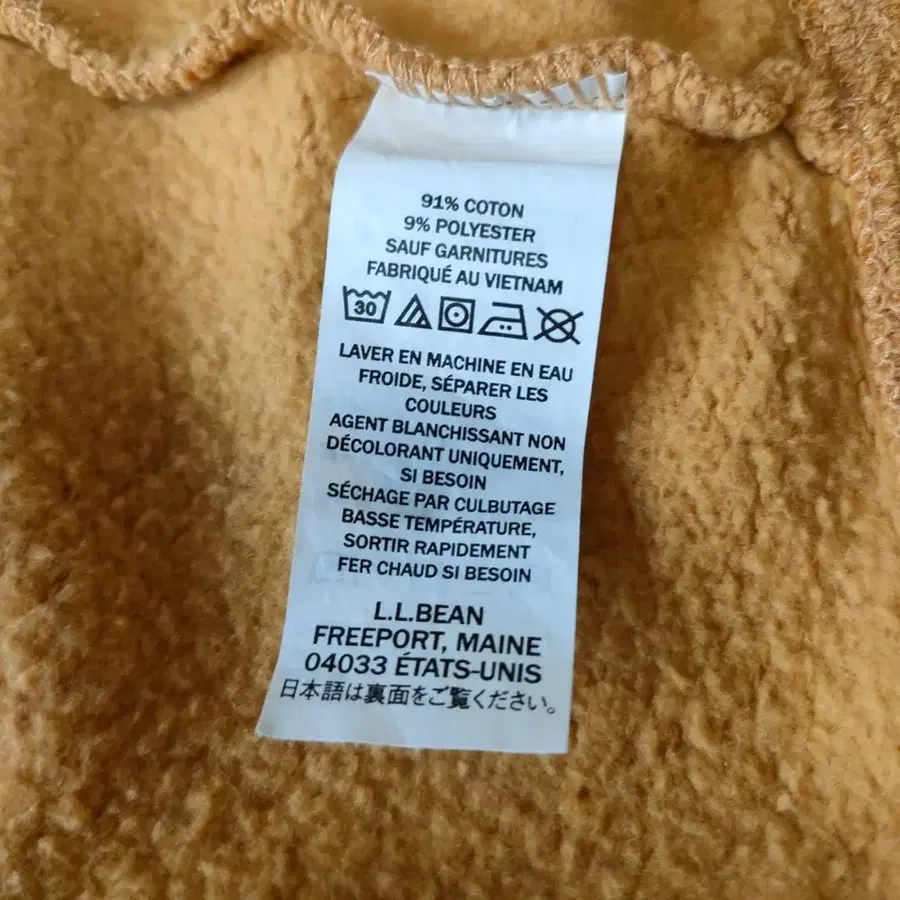 91% COTON
9% POLYESTER
SAUF GARNITURES
FABRIQUÉ AU VIETNAM
30
LAVER EN MACHINE EN EAU
FROIDE, SÉPARER LES
COULEURS
AGENT BLANCHISSANT NON
DÉCOLORANT UNIQUEMENT,
SI BESOIN
SÉCHAGE PAR CULBUTAGE
BASSE TEMPÉRATURE,
SORTIR RAPIDEMENT
FER CHAUD SI BESOIN
L.L.BEAN
FREEPORT, MAINE
04033 ÉTATS-UNIS
日本語は裏面をご覧ください。